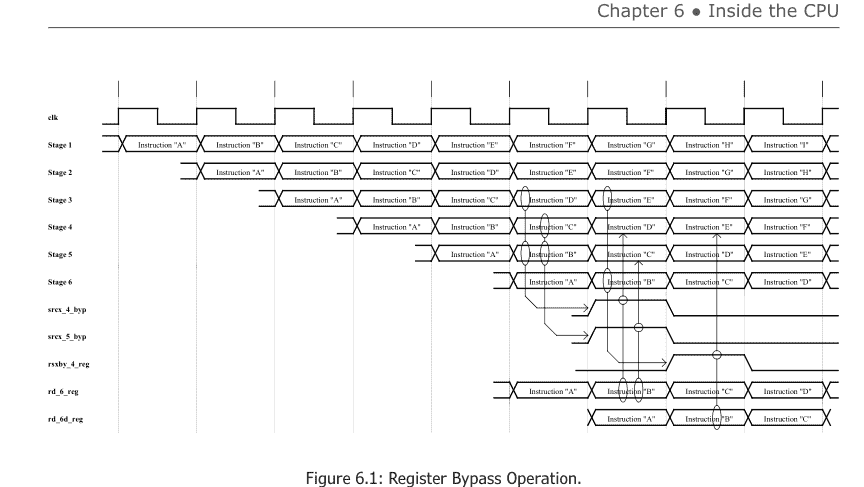 Chapter 6 ● Inside the CPU
clk
Stage 1 Instruction "A" Instruction "B" Instruction "C" Instruction "D" Instruction "E" Instruction "F" Instruction "G" Instruction "H" Instruction "I"
Stage 2 Instruction "A" Instruction "B" Instruction "C" Instruction "D" Instruction "E" Instruction "F" Instruction "G" Instruction "H"
Stage 3 Instruction "A" Instruction "B" Instruction "C" Instruction "D" Instruction "E" Instruction "F" Instruction "G"
Stage 4 Instruction "A" Instruction "B" Instruction "C" Instruction "D" Instruction "E" Instruction "F"
Stage 5 Instruction "A" Instruction "B" Instruction "C" Instruction "D" Instruction "E"
Stage 6 Instruction "A" Instruction "B" Instruction "C" Instruction "D"
srcx_4_byp
srcx_5_byp
rsxby_4_reg
rd_6_reg Instruction "A" Instruction "B" Instruction "C" Instruction "D"
rd_6d_reg Instruction "A" Instruction "B" Instruction "C"
Figure 6.1: Register Bypass Operation.